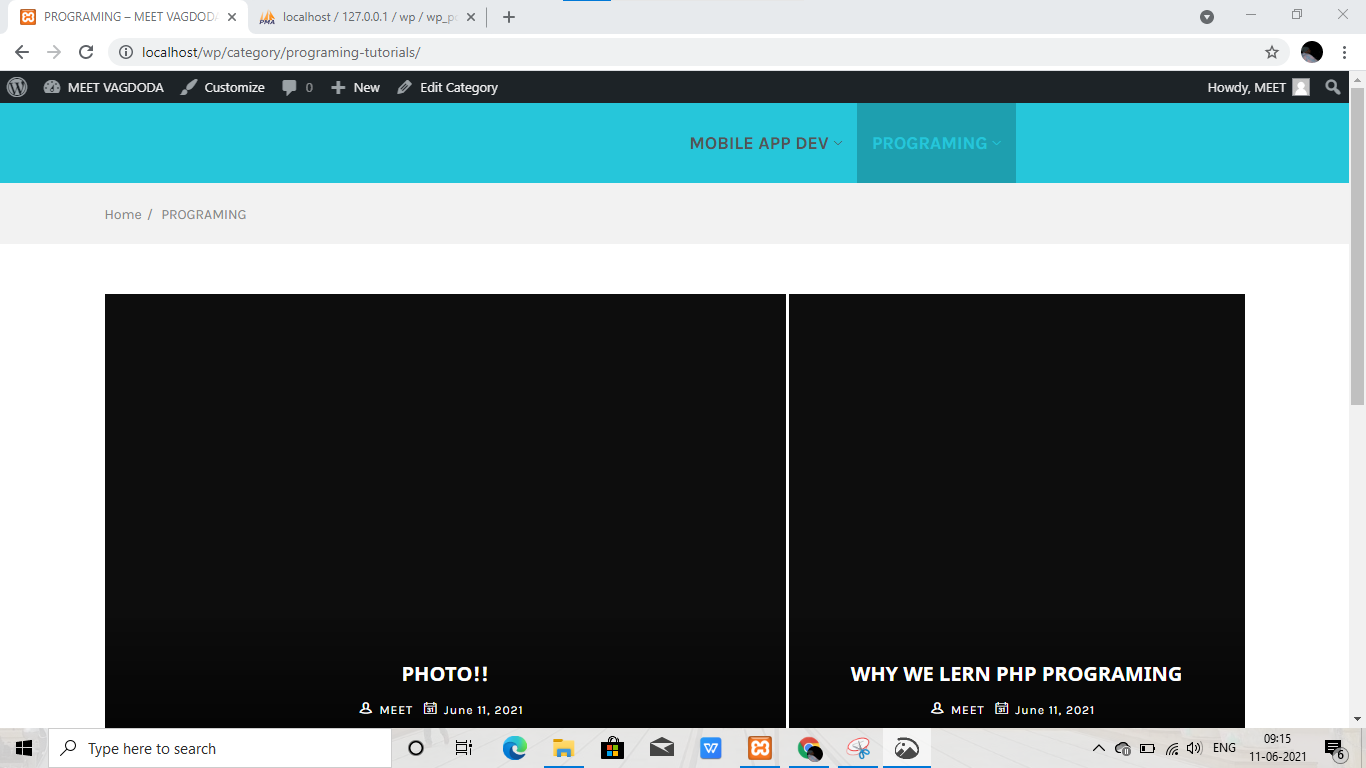 PROGRAMING – MEET VAGDODA
localhost / 127.0.0.1 / wp / wp_po
localhost/wp/category/programing-tutorials/
MEET VAGDODA Customize 0 New Edit Category Howdy, MEET
MOBILE APP DEV PROGRAMING
Home / PROGRAMING
PHOTO!!
WHY WE LERN PHP PROGRAMING
MEET June 11, 2021
MEET June 11, 2021
Type here to search
ENG
09:15
11-06-2021
6